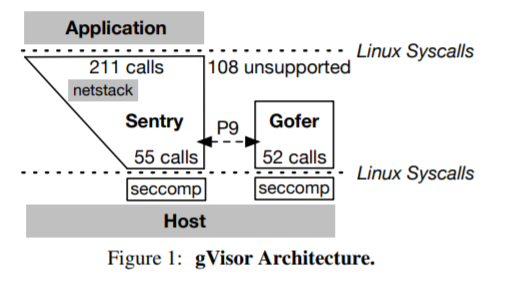 Application
Linux Syscalls
211 calls 108 unsupported
netstack
Sentry P9 Gofer
55 calls 52 calls
Linux Syscalls
seccomp seccomp
Host
Figure 1: gVisor Architecture.